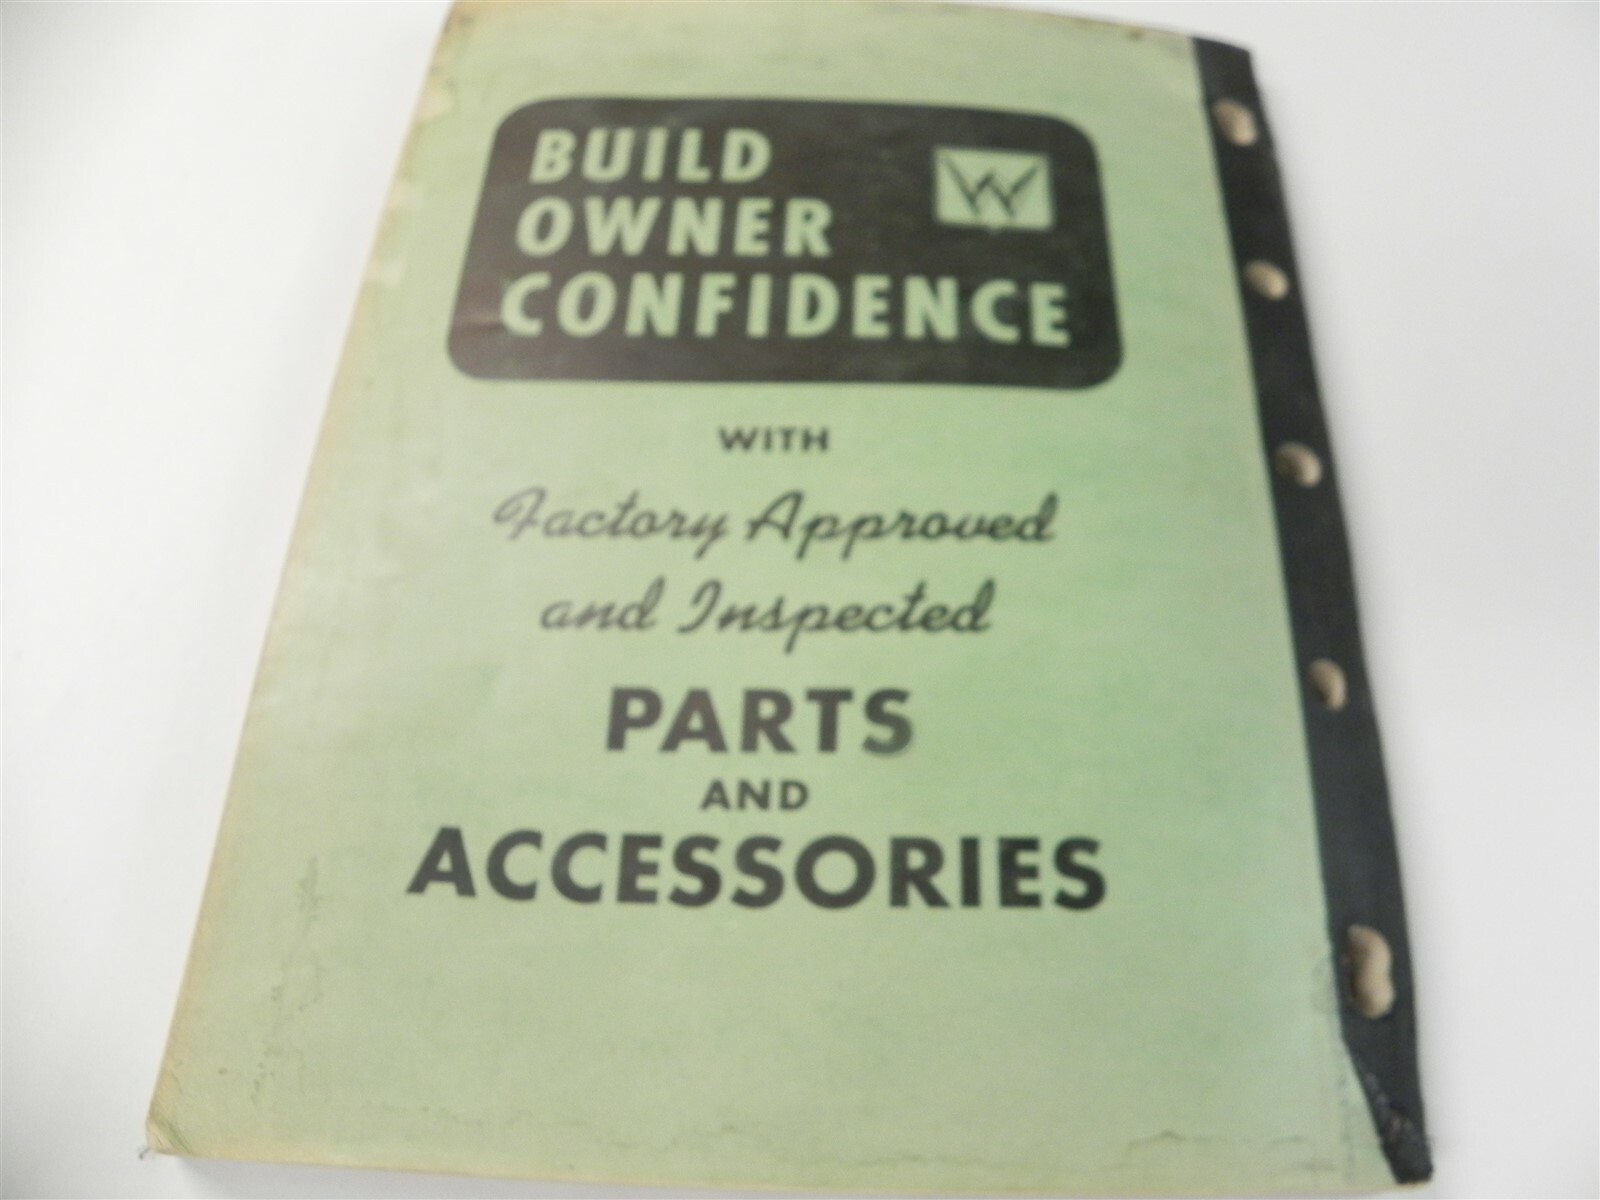 BUILD
OWNER
CONFIDENCE
W
WITH
Factory Approved
and Inspected
PARTS
AND
ACCESSORIES